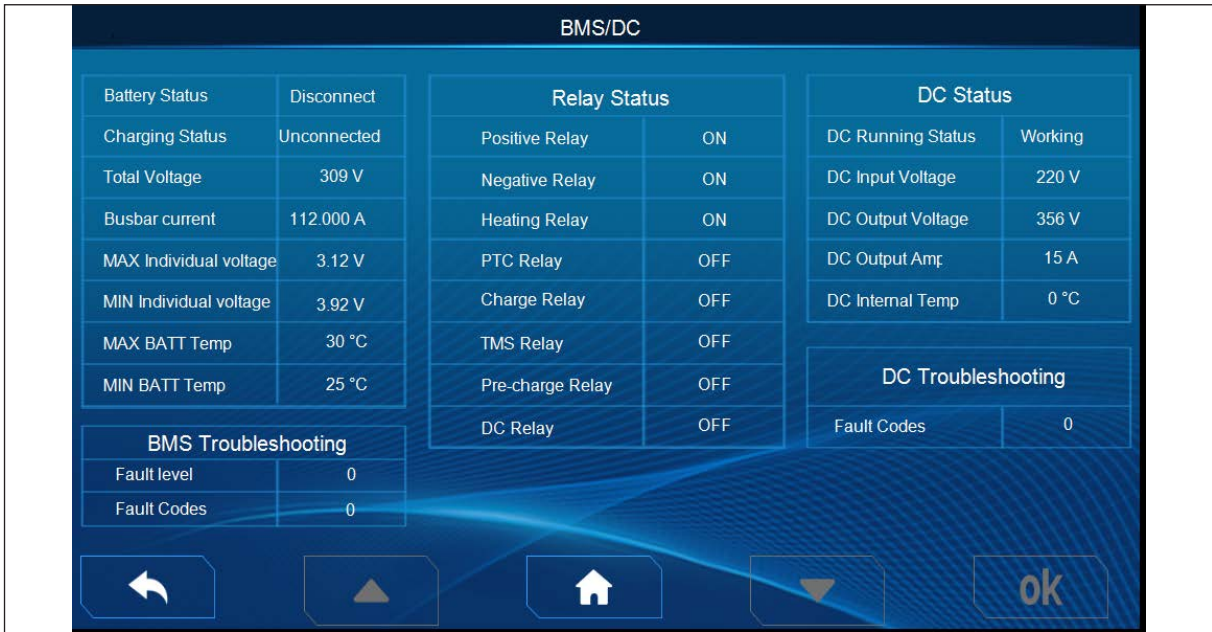 BMS/DC
Battery Status Disconnect
Charging Status Unconnected
Total Voltage 309 V
Busbar current 112.000 A
MAX Individual voltage 3.12 V
MIN Individual voltage 3.92 V
MAX BATT Temp 30 °C
MIN BATT Temp 25 °C
BMS Troubleshooting
Fault level 0
Fault Codes 0
Relay Status
Positive Relay ON
Negative Relay ON
Heating Relay ON
PTC Relay OFF
Charge Relay OFF
TMS Relay OFF
Pre-charge Relay OFF
DC Relay OFF
DC Status
DC Running Status Working
DC Input Voltage 220 V
DC Output Voltage 356 V
DC Output Amp 15 A
DC Internal Temp 0 °C
DC Troubleshooting
Fault Codes 0
ok